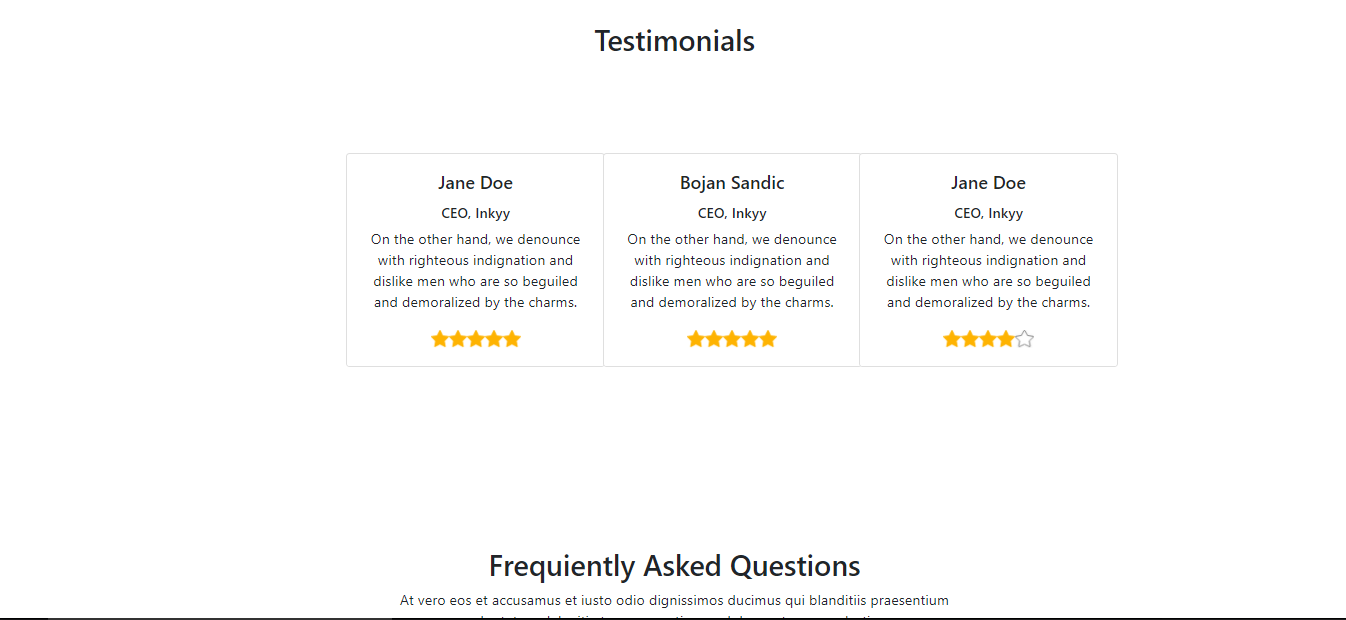 Testimonials
Jane Doe
CEO, Inkyy
On the other hand, we denounce
with righteous indignation and
dislike men who are so beguiled
and demoralized by the charms.
Bojan Sandic
CEO, Inkyy
On the other hand, we denounce
with righteous indignation and
dislike men who are so beguiled
and demoralized by the charms.
Jane Doe
CEO, Inkyy
On the other hand, we denounce
with righteous indignation and
dislike men who are so beguiled
and demoralized by the charms.
Frequiently Asked Questions
At vero eos et accusamus et iusto odio dignissimos ducimus qui blanditiis praesentium